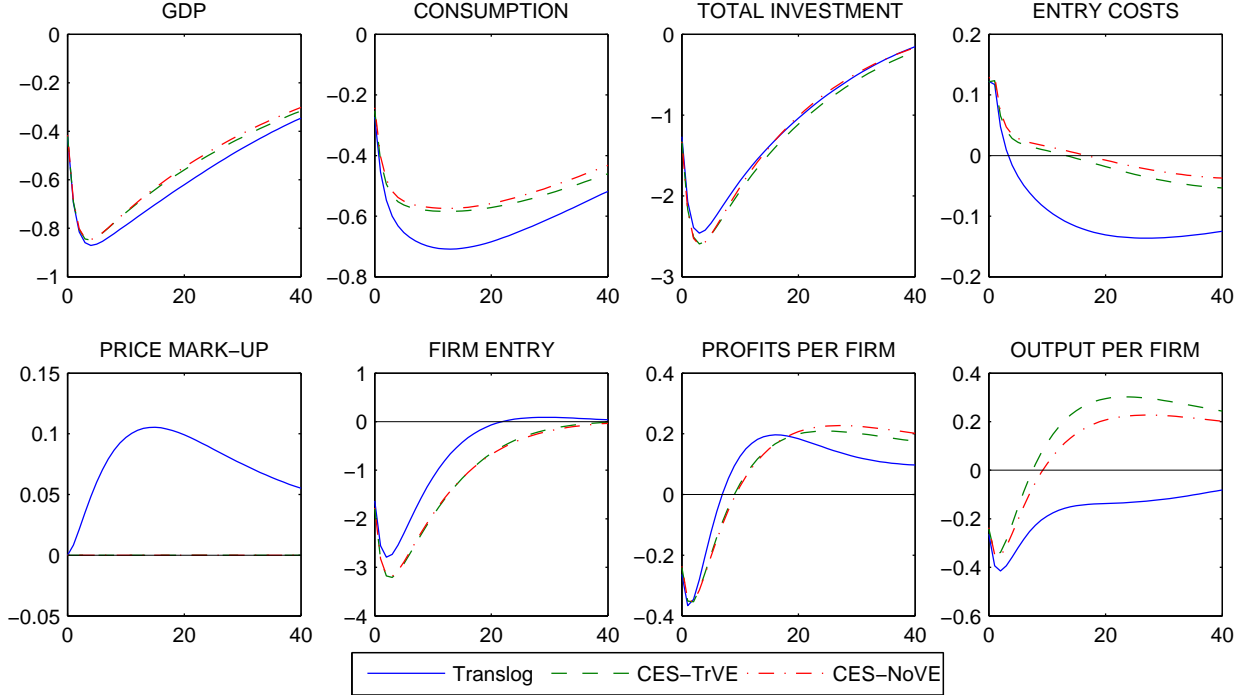 GDP CONSUMPTION TOTAL INVESTMENT ENTRY COSTS
0 0 0 0.2
−0.2 −0.2 −1 0.1
−0.4 −0.4 −2 0
−0.6 −0.6 −3 −0.1
−0.8 −0.8 −0.2
−1
0 20 40 0 20 40 0 20 40 0 20 40
PRICE MARK−UP FIRM ENTRY PROFITS PER FIRM OUTPUT PER FIRM
0.15 1 0.4 0.4
0.1 0 0.2 0.2
0.05 −1 0 0
0 −2 −0.2 −0.2
−0.05 −3 −0.4 −0.4
−4 −0.6
0 20 40 0 20 40 0 20 40 0 20 40
Translog CES−TrVE CES−NoVE